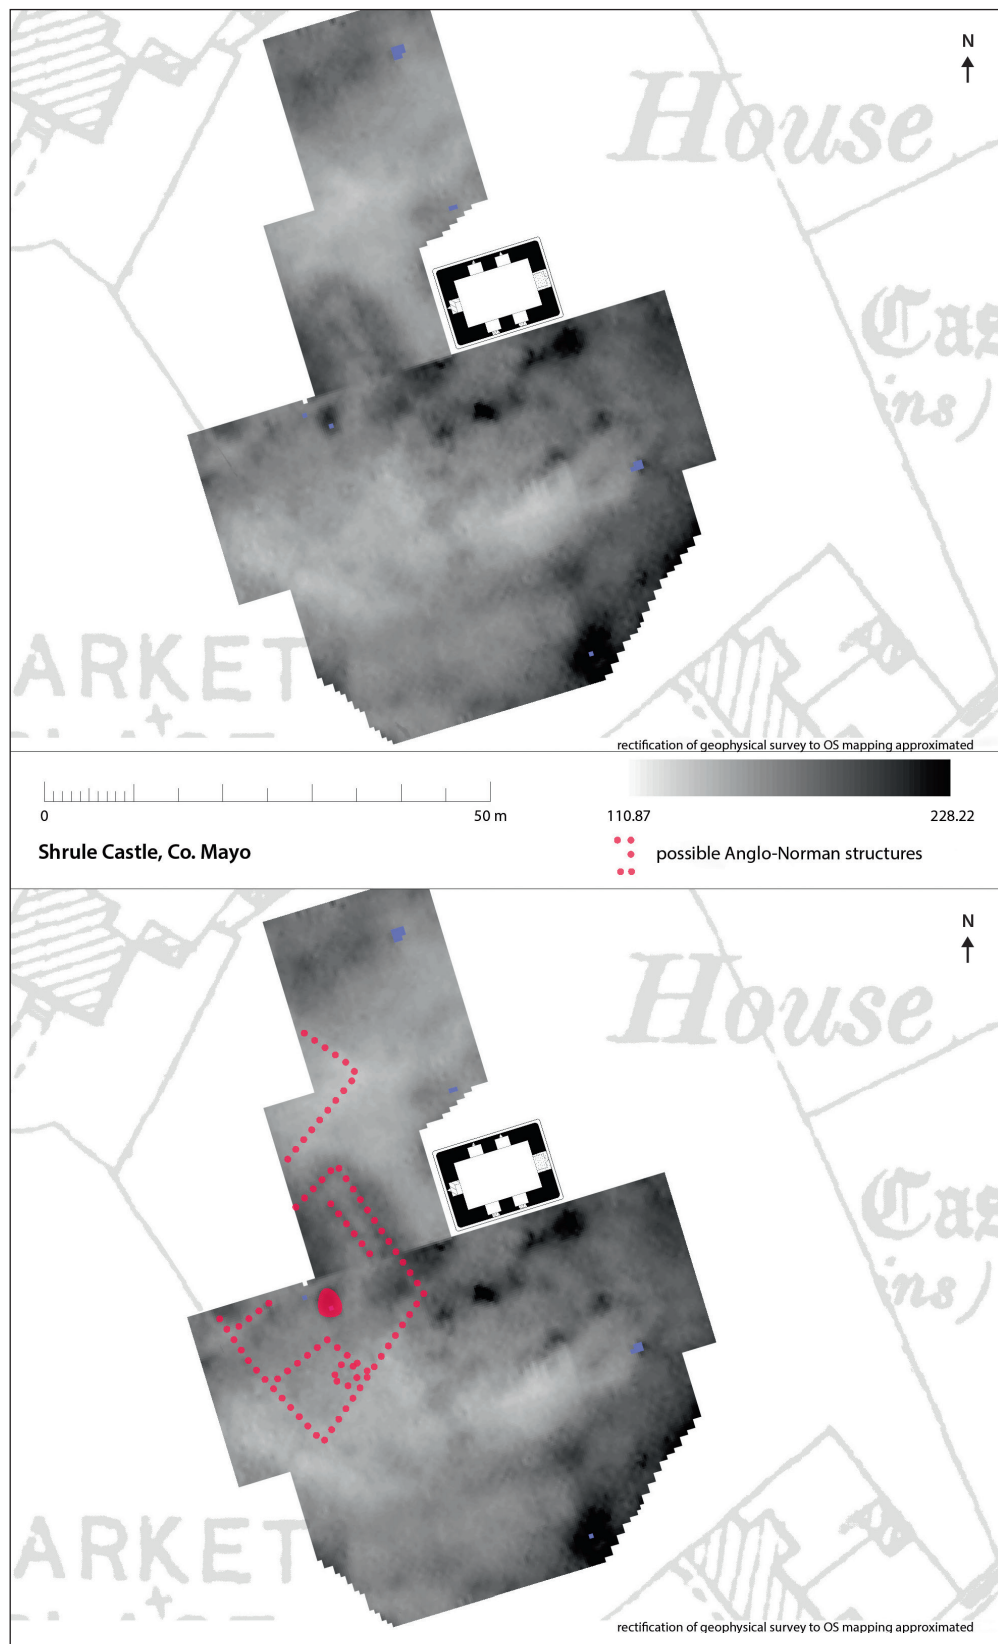 N
House
Cas
ins)
ARKET
rectification of geophysical survey to OS mapping approximated
0 50 m
110.87 228.22
Shrule Castle, Co. Mayo
possible Anglo-Norman structures
N
House
Cas
ins)
ARKET
rectification of geophysical survey to OS mapping approximated